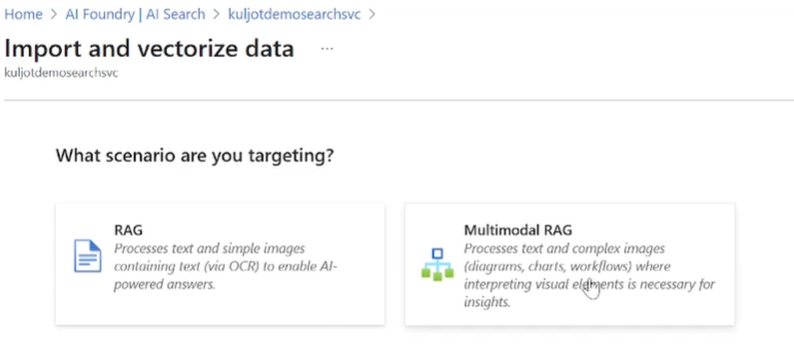 Home > AI Foundry | AI Search > kuljotdemosearchsvc >
Import and vectorize data ...
kuljotdemosearchsvc
What scenario are you targeting?
RAG
Processes text and simple images
containing text (via OCR) to enable AI-
powered answers.
Multimodal RAG
Processes text and complex images
(diagrams, charts, workflows) where
interpreting visual elements is necessary for
insights.